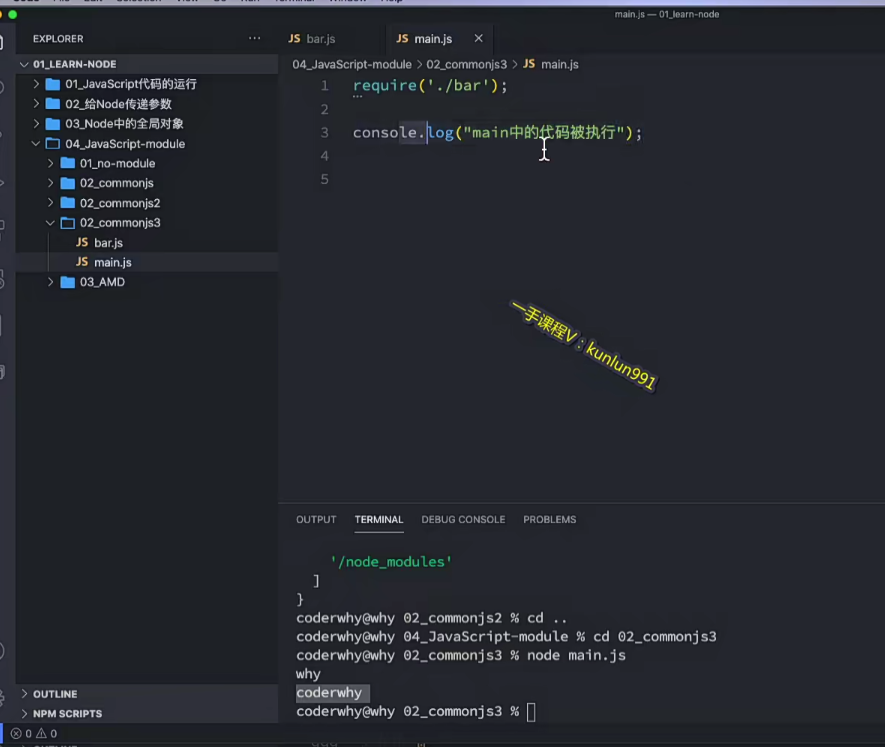 main.js — 01_learn-node
EXPLORER ...
JS bar.js JS main.js ×
01_LEARN-NODE
04_JavaScript-module > 02_commonjs3 > JS main.js
01_JavaScript代码的运行
02_给Node传递参数
03_Node中的全局对象
04_JavaScript-module
01_no-module
02_commonjs
02_commonjs2
02_commonjs3
JS bar.js
JS main.js
03_AMD
1 require('./bar');
2
3 console.log("main中的代码被执行");
4
5
一手课程V：kunlun991
OUTPUT TERMINAL DEBUG CONSOLE PROBLEMS
'/node_modules'
]
}
coderwhy@why 02_commonjs2 % cd ..
coderwhy@why 04_JavaScript-module % cd 02_commonjs3
coderwhy@why 02_commonjs3 % node main.js
why
coderwhy
coderwhy@why 02_commonjs3 %
OUTLINE
NPM SCRIPTS
0 0